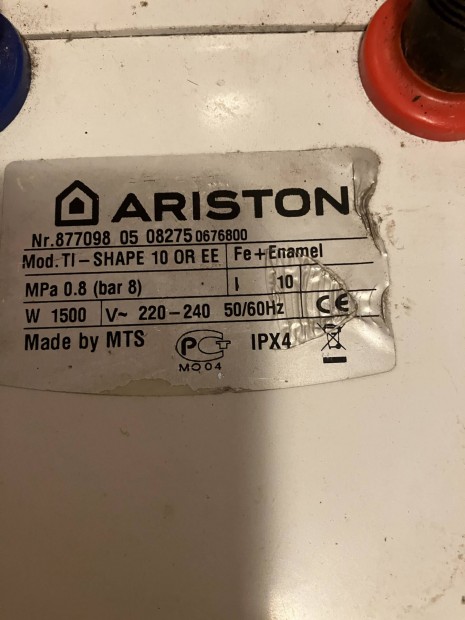 ARISTON
Nr.877098 05 08275 0676800
Mod. TI-SHAPE 10 OR EE Fe+Enamel
MPa 0.8 (bar 8) l 10
W 1500 V~ 220-240 50/60Hz CE
Made by MTS PCT IPX4
MO04